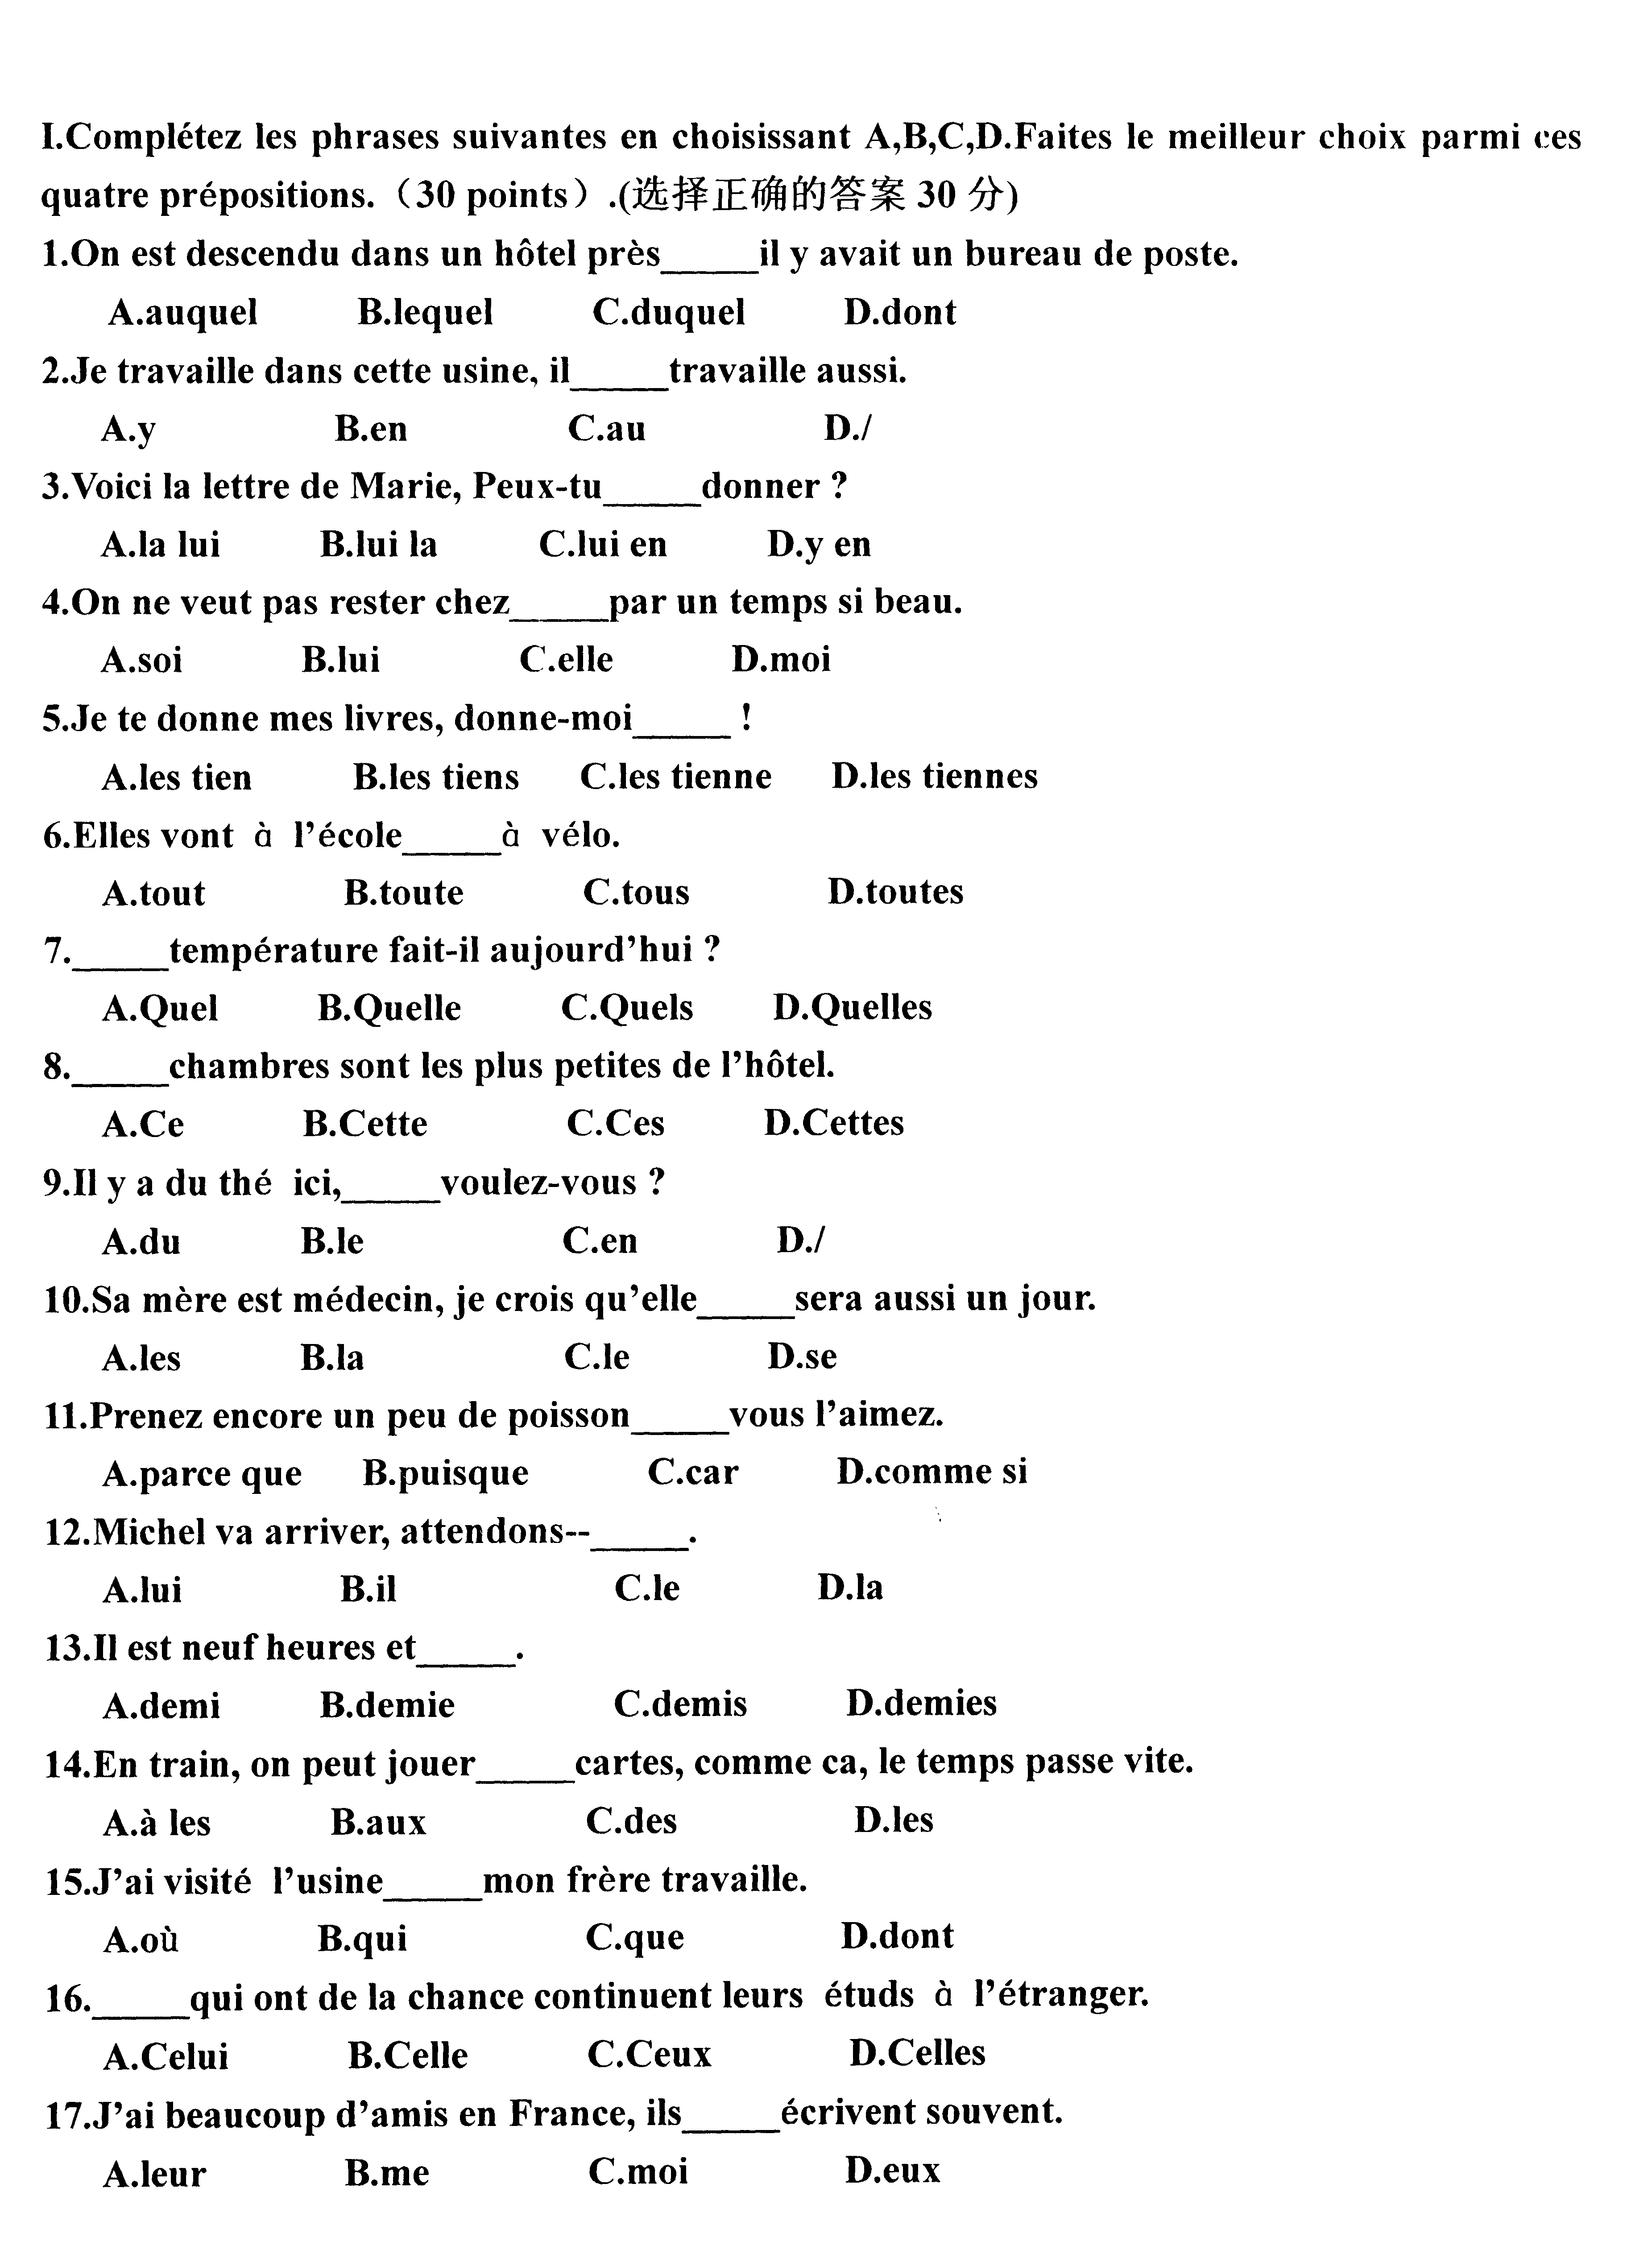 I.Complétez les phrases suivantes en choisissant A,B,C,D.Faites le meilleur choix parmi ces
quatre prépositions.（30 points）.(选择正确的答案 30 分)
1.On est descendu dans un hôtel près_____il y avait un bureau de poste.
A.auquel B.lequel C.duquel D.dont
2.Je travaille dans cette usine, il_____travaille aussi.
A.y B.en C.au D./
3.Voici la lettre de Marie, Peux-tu_____donner ?
A.la lui B.lui la C.lui en D.y en
4.On ne veut pas rester chez_____par un temps si beau.
A.soi B.lui C.elle D.moi
5.Je te donne mes livres, donne-moi_____ !
A.les tien B.les tiens C.les tienne D.les tiennes
6.Elles vont à l'école_____à vélo.
A.tout B.toute C.tous D.toutes
7._____température fait-il aujourd'hui ?
A.Quel B.Quelle C.Quels D.Quelles
8._____chambres sont les plus petites de l'hôtel.
A.Ce B.Cette C.Ces D.Cettes
9.Il y a du thé ici,_____voulez-vous ?
A.du B.le C.en D./
10.Sa mère est médecin, je crois qu'elle_____sera aussi un jour.
A.les B.la C.le D.se
11.Prenez encore un peu de poisson_____vous l'aimez.
A.parce que B.puisque C.car D.comme si
12.Michel va arriver, attendons--_____.
A.lui B.il C.le D.la
13.Il est neuf heures et_____.
A.demi B.demie C.demis D.demies
14.En train, on peut jouer_____cartes, comme ca, le temps passe vite.
A.à les B.aux C.des D.les
15.J'ai visité l'usine_____mon frère travaille.
A.où B.qui C.que D.dont
16._____qui ont de la chance continuent leurs étuds à l'étranger.
A.Celui B.Celle C.Ceux D.Celles
17.J'ai beaucoup d'amis en France, ils_____écrivent souvent.
A.leur B.me C.moi D.eux